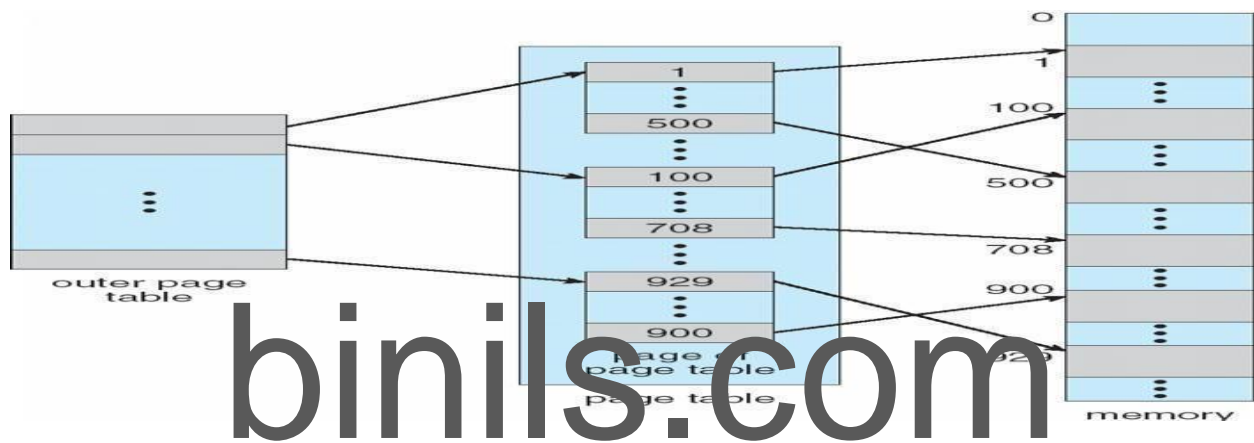 outer page
table
1
500
100
708
929
900
page of
page table
page table
0
1
100
500
708
900
929
memory
binils.com